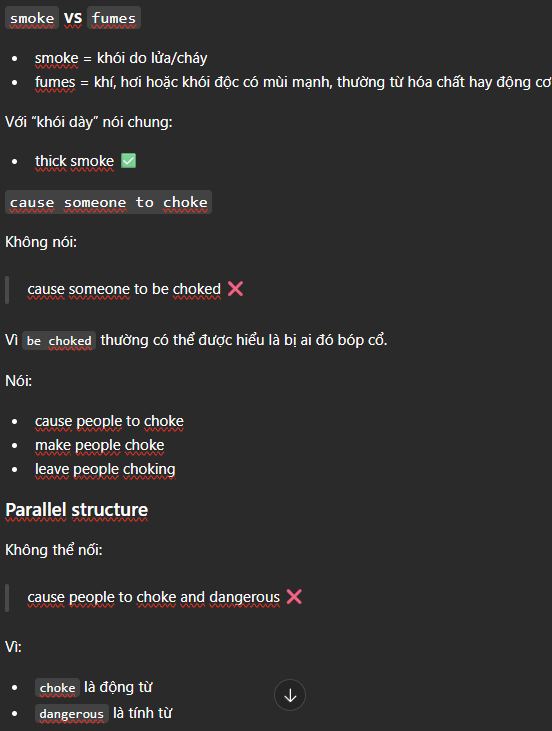 smoke vs fumes
smoke = khói do lửa/cháy
fumes = khí, hơi hoặc khói độc có mùi mạnh, thường từ hóa chất hay động cơ
Với “khói dày” nói chung:
thick smoke ✅
cause someone to choke
Không nói:
cause someone to be choked ❌
Vì be choked thường có thể được hiểu là bị ai đó bóp cổ.
Nói:
cause people to choke
make people choke
leave people choking
Parallel structure
Không thể nối:
cause people to choke and dangerous ❌
Vì:
choke là động từ
dangerous là tính từ